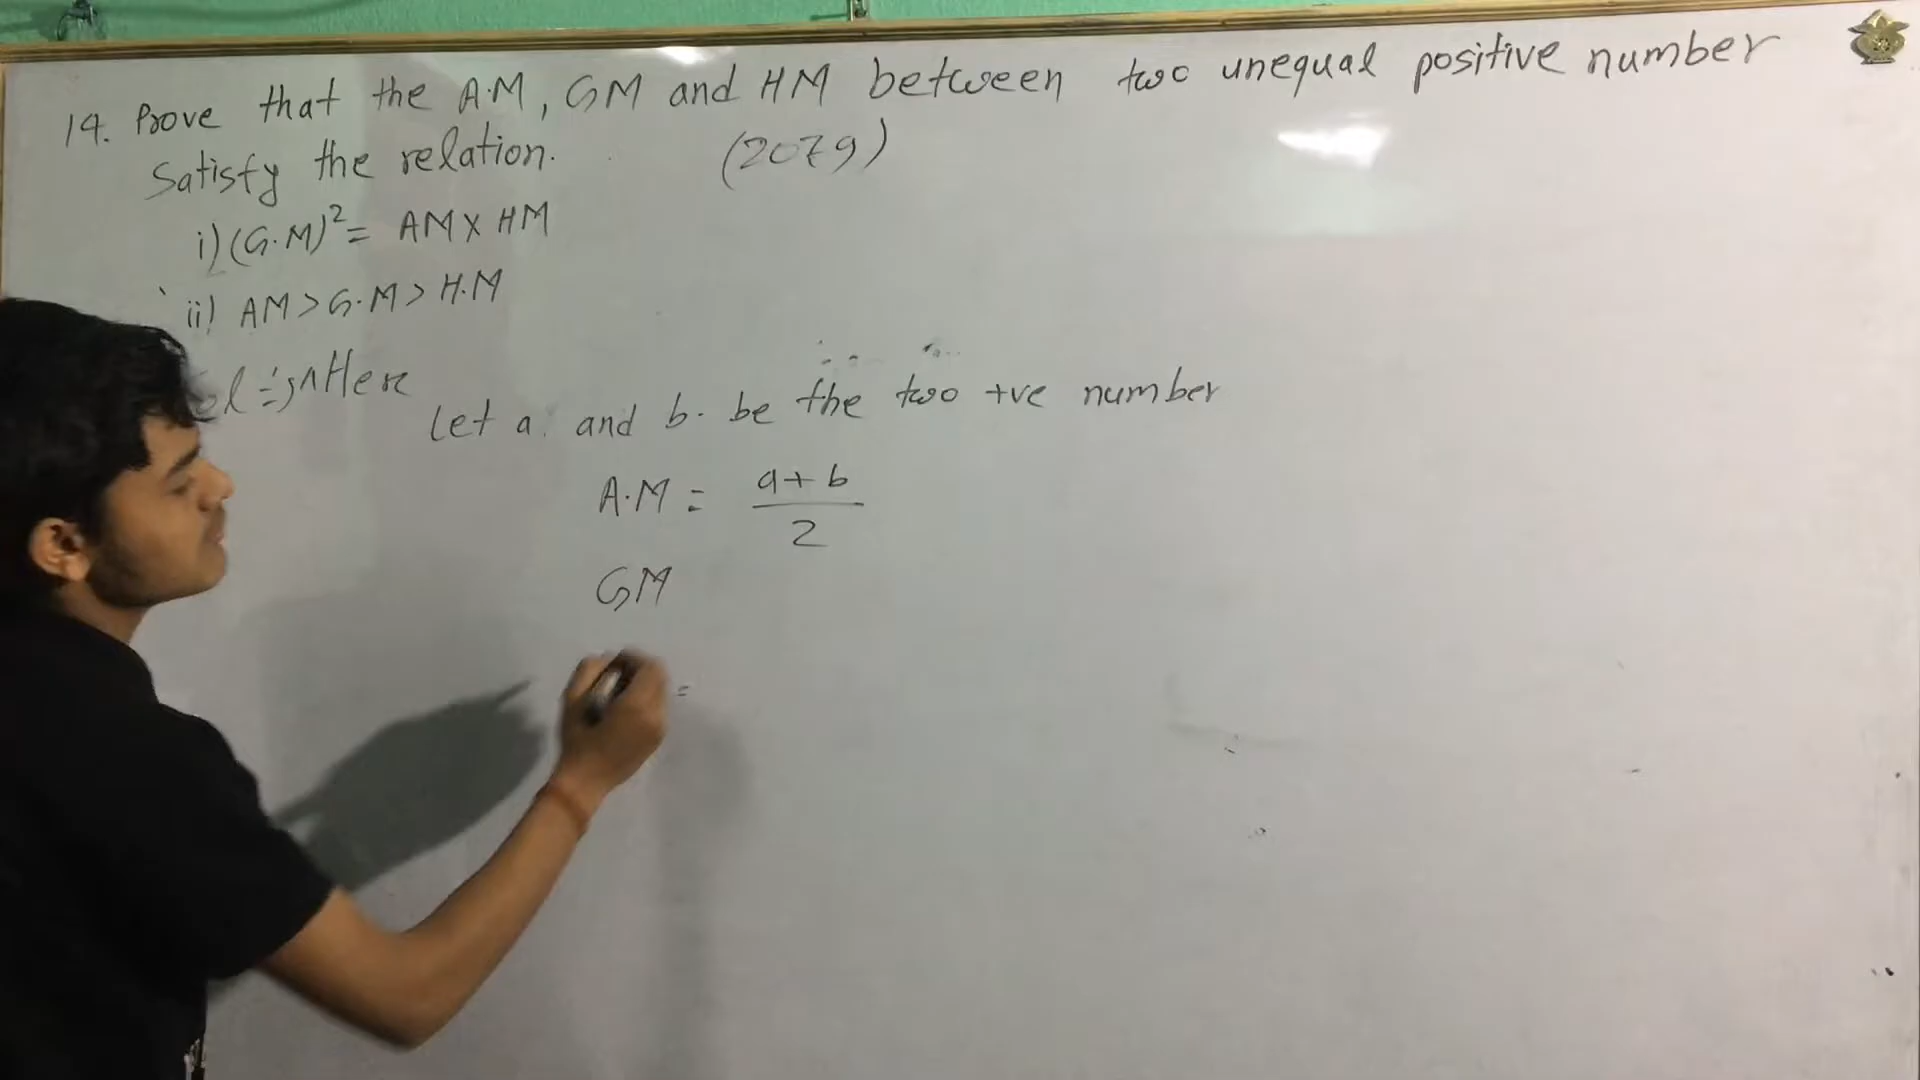 14. Prove that the A.M, GM and HM between two unequal positive number
Satisfy the relation. (2079)
i) (G.M)² = AM X HM
ii) AM > G.M > H.M
Here
Let a and b. be the two +ve number
A.M = a+b / 2
GM
=